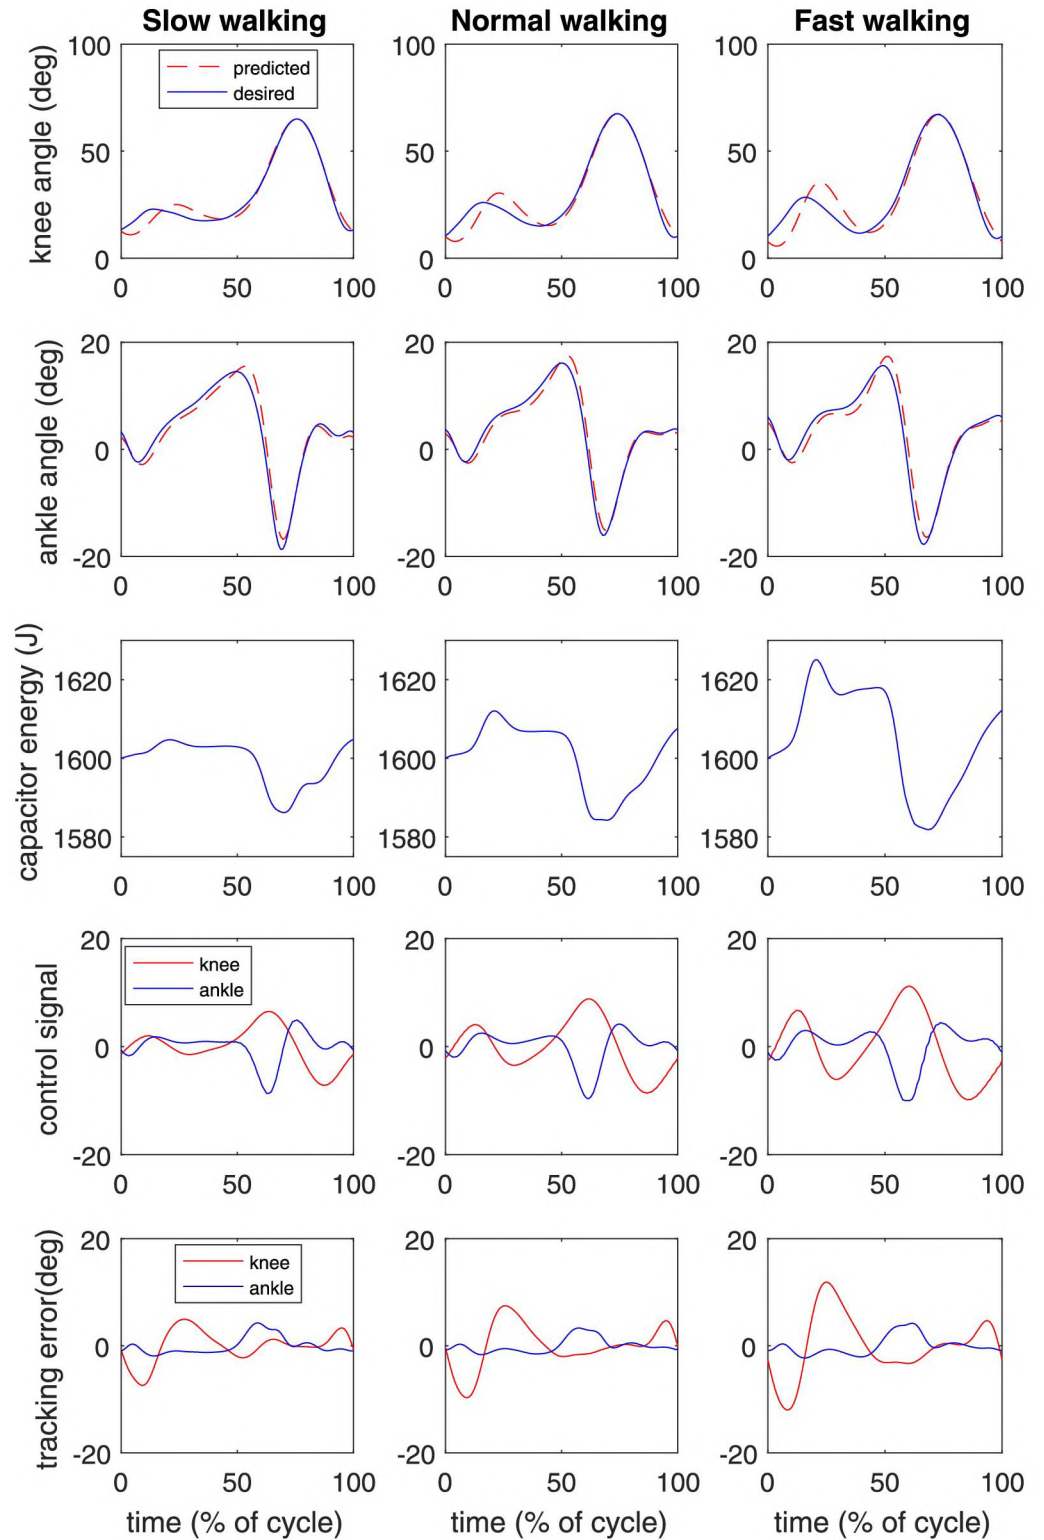 Slow walking Normal walking Fast walking
knee angle (deg)
100 100 100
predicted
desired
50 50 50
0 0 0
0 50 100 0 50 100 0 50 100
ankle angle (deg)
20 20 20
0 0 0
-20 -20 -20
0 50 100 0 50 100 0 50 100
capacitor energy (J)
1620 1620 1620
1600 1600 1600
1580 1580 1580
0 50 100 0 50 100 0 50 100
control signal
20 20 20
knee
ankle
0 0 0
-20 -20 -20
0 50 100 0 50 100 0 50 100
tracking error(deg)
20 20 20
knee
ankle
0 0 0
-20 -20 -20
0 50 100 0 50 100 0 50 100
time (% of cycle) time (% of cycle) time (% of cycle)